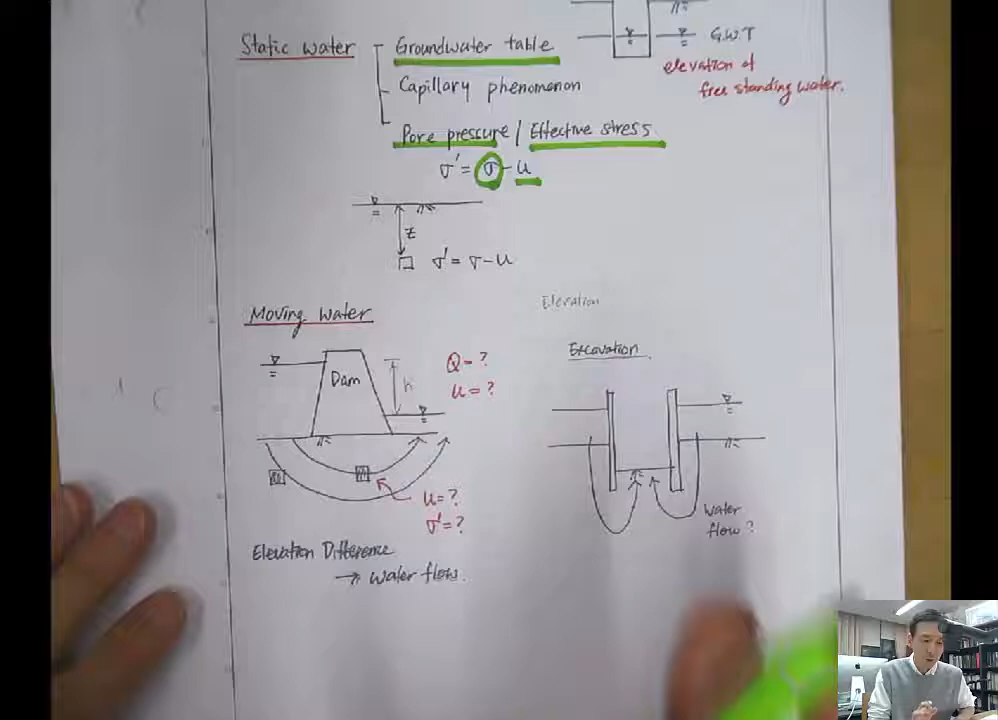 Static water
Groundwater table
Capillary phenomenon
Pore pressure / Effective stress
σ' = σ - u
G.W.T
elevation of
free standing water.
z
σ' = σ - u
Moving water
Dam
h
Q = ?
u = ?
u = ?
σ' = ?
Elevation Difference
→ water flow.
Elevation
Excavation
water
flow?